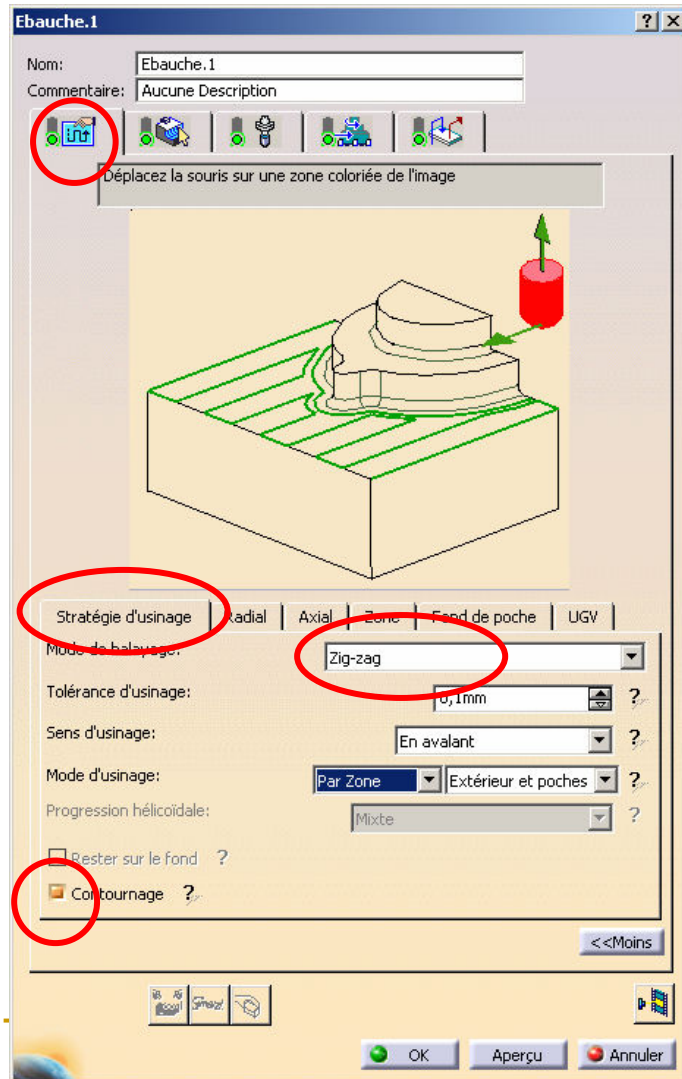 Ebauche.1
Nom: Ebauche.1
Commentaire: Aucune Description
Déplacez la souris sur une zone coloriée de l'image
Stratégie d'usinage Radial Axial Zone Fond de poche UGV
Mode de balayage: Zig-zag
Tolérance d'usinage: 0,1mm ?
Sens d'usinage: En avalant ?
Mode d'usinage: Par Zone Extérieur et poches ?
Progression hélicoïdale: Mixte ?
Rester sur le fond ?
Contournage ?
<<Moins
OK Aperçu Annuler